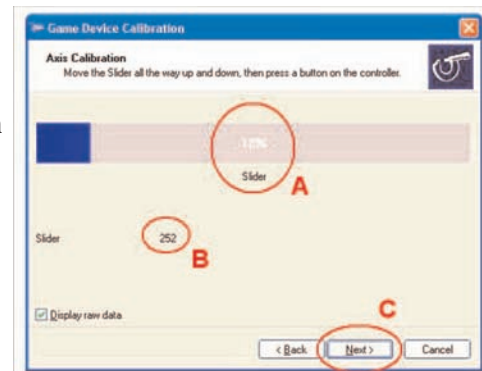 Game Device Calibration
Axis Calibration
Move the Slider all the way up and down, then press a button on the controller.
12%
Slider
A
Slider
252
B
Display raw data
C
< Back
Next >
Cancel